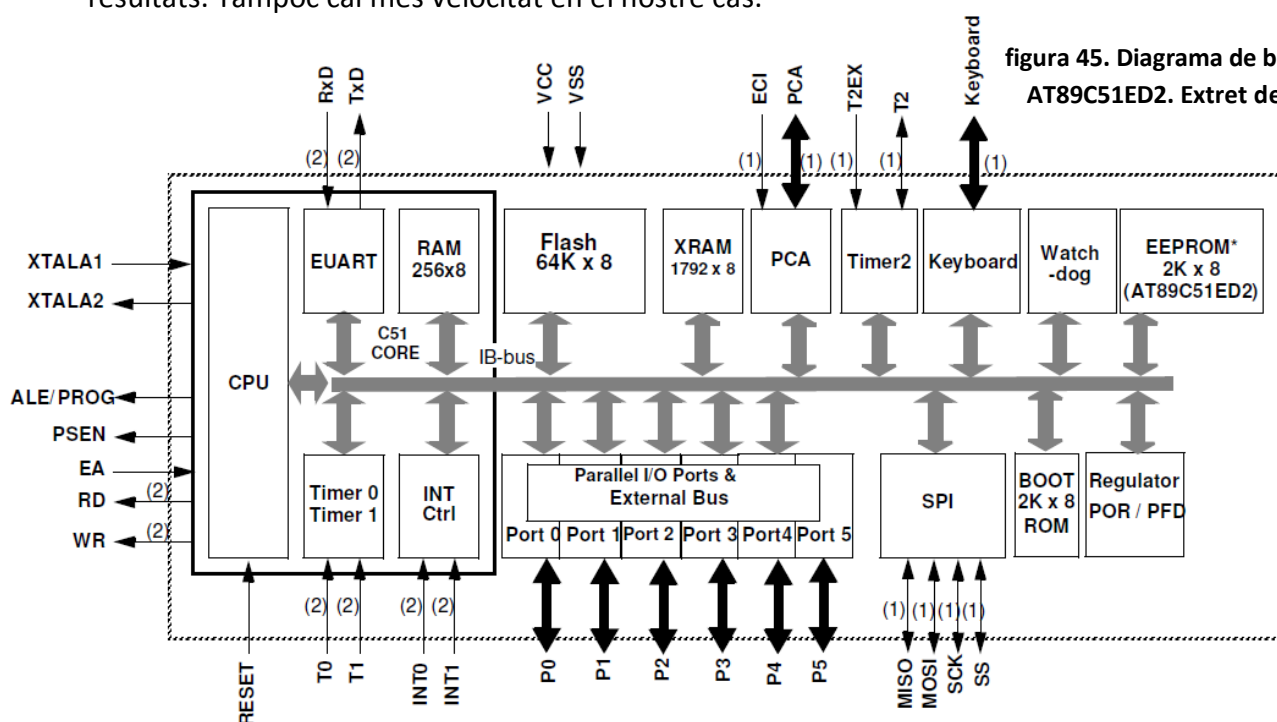 resultats. Tampoc cal més velocitat en el nostre cas.
figura 45. Diagrama de b
AT89C51ED2. Extret de
RxD
TxD
VCC
VSS
ECI
PCA
T2EX
T2
Keyboard
(2) (2)
(1) (1) (1) (1) (1)
XTALA1
XTALA2
ALE/PROG
PSEN
EA
RD (2)
WR (2)
CPU
EUART
RAM
256x8
C51
CORE
IB-bus
Flash
64K x 8
XRAM
1792 x 8
PCA
Timer2
Keyboard
Watch
-dog
EEPROM*
2K x 8
(AT89C51ED2)
Timer 0
Timer 1
INT
Ctrl
Parallel I/O Ports &
External Bus
Port 0 Port 1 Port 2 Port 3 Port4 Port 5
SPI
BOOT
2K x 8
ROM
Regulator
POR / PFD
(2) (2) (2) (2)
(1) (1) (1) (1)
RESET
T0
T1
INT0
INT1
P0
P1
P2
P3
P4
P5
MISO
MOSI
SCK
SS